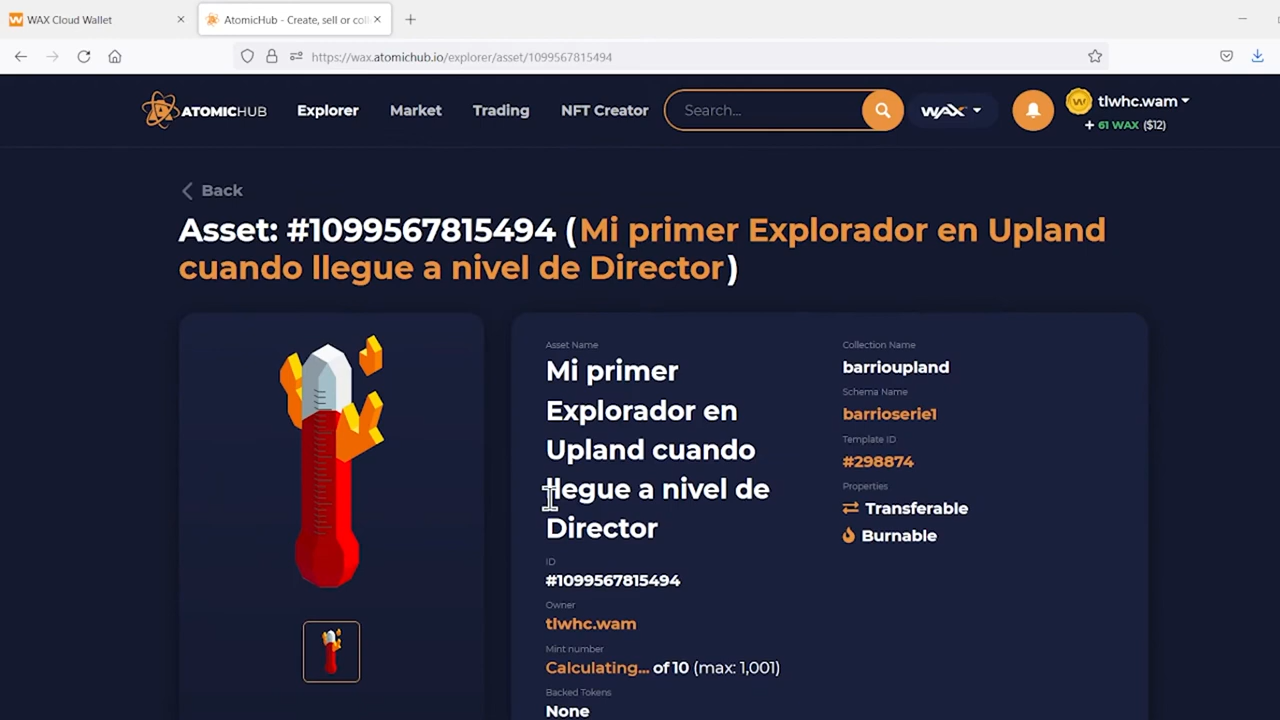 WAX Cloud Wallet
AtomicHub - Create, sell or coll
https://wax.atomichub.io/explorer/asset/1099567815494
ATOMICHUB
Explorer
Market
Trading
NFT Creator
Search...
WAX
tlwhc.wam
+ 61 WAX ($12)
Back
Asset: #1099567815494 (Mi primer Explorador en Upland
cuando llegue a nivel de Director)
Asset Name
Mi primer
Explorador en
Upland cuando
llegue a nivel de
Director
ID
#1099567815494
Owner
tlwhc.wam
Mint number
Calculating... of 10 (max: 1,001)
Backed Tokens
None
Collection Name
barrioupland
Schema Name
barrioserie1
Template ID
#298874
Properties
Transferable
Burnable